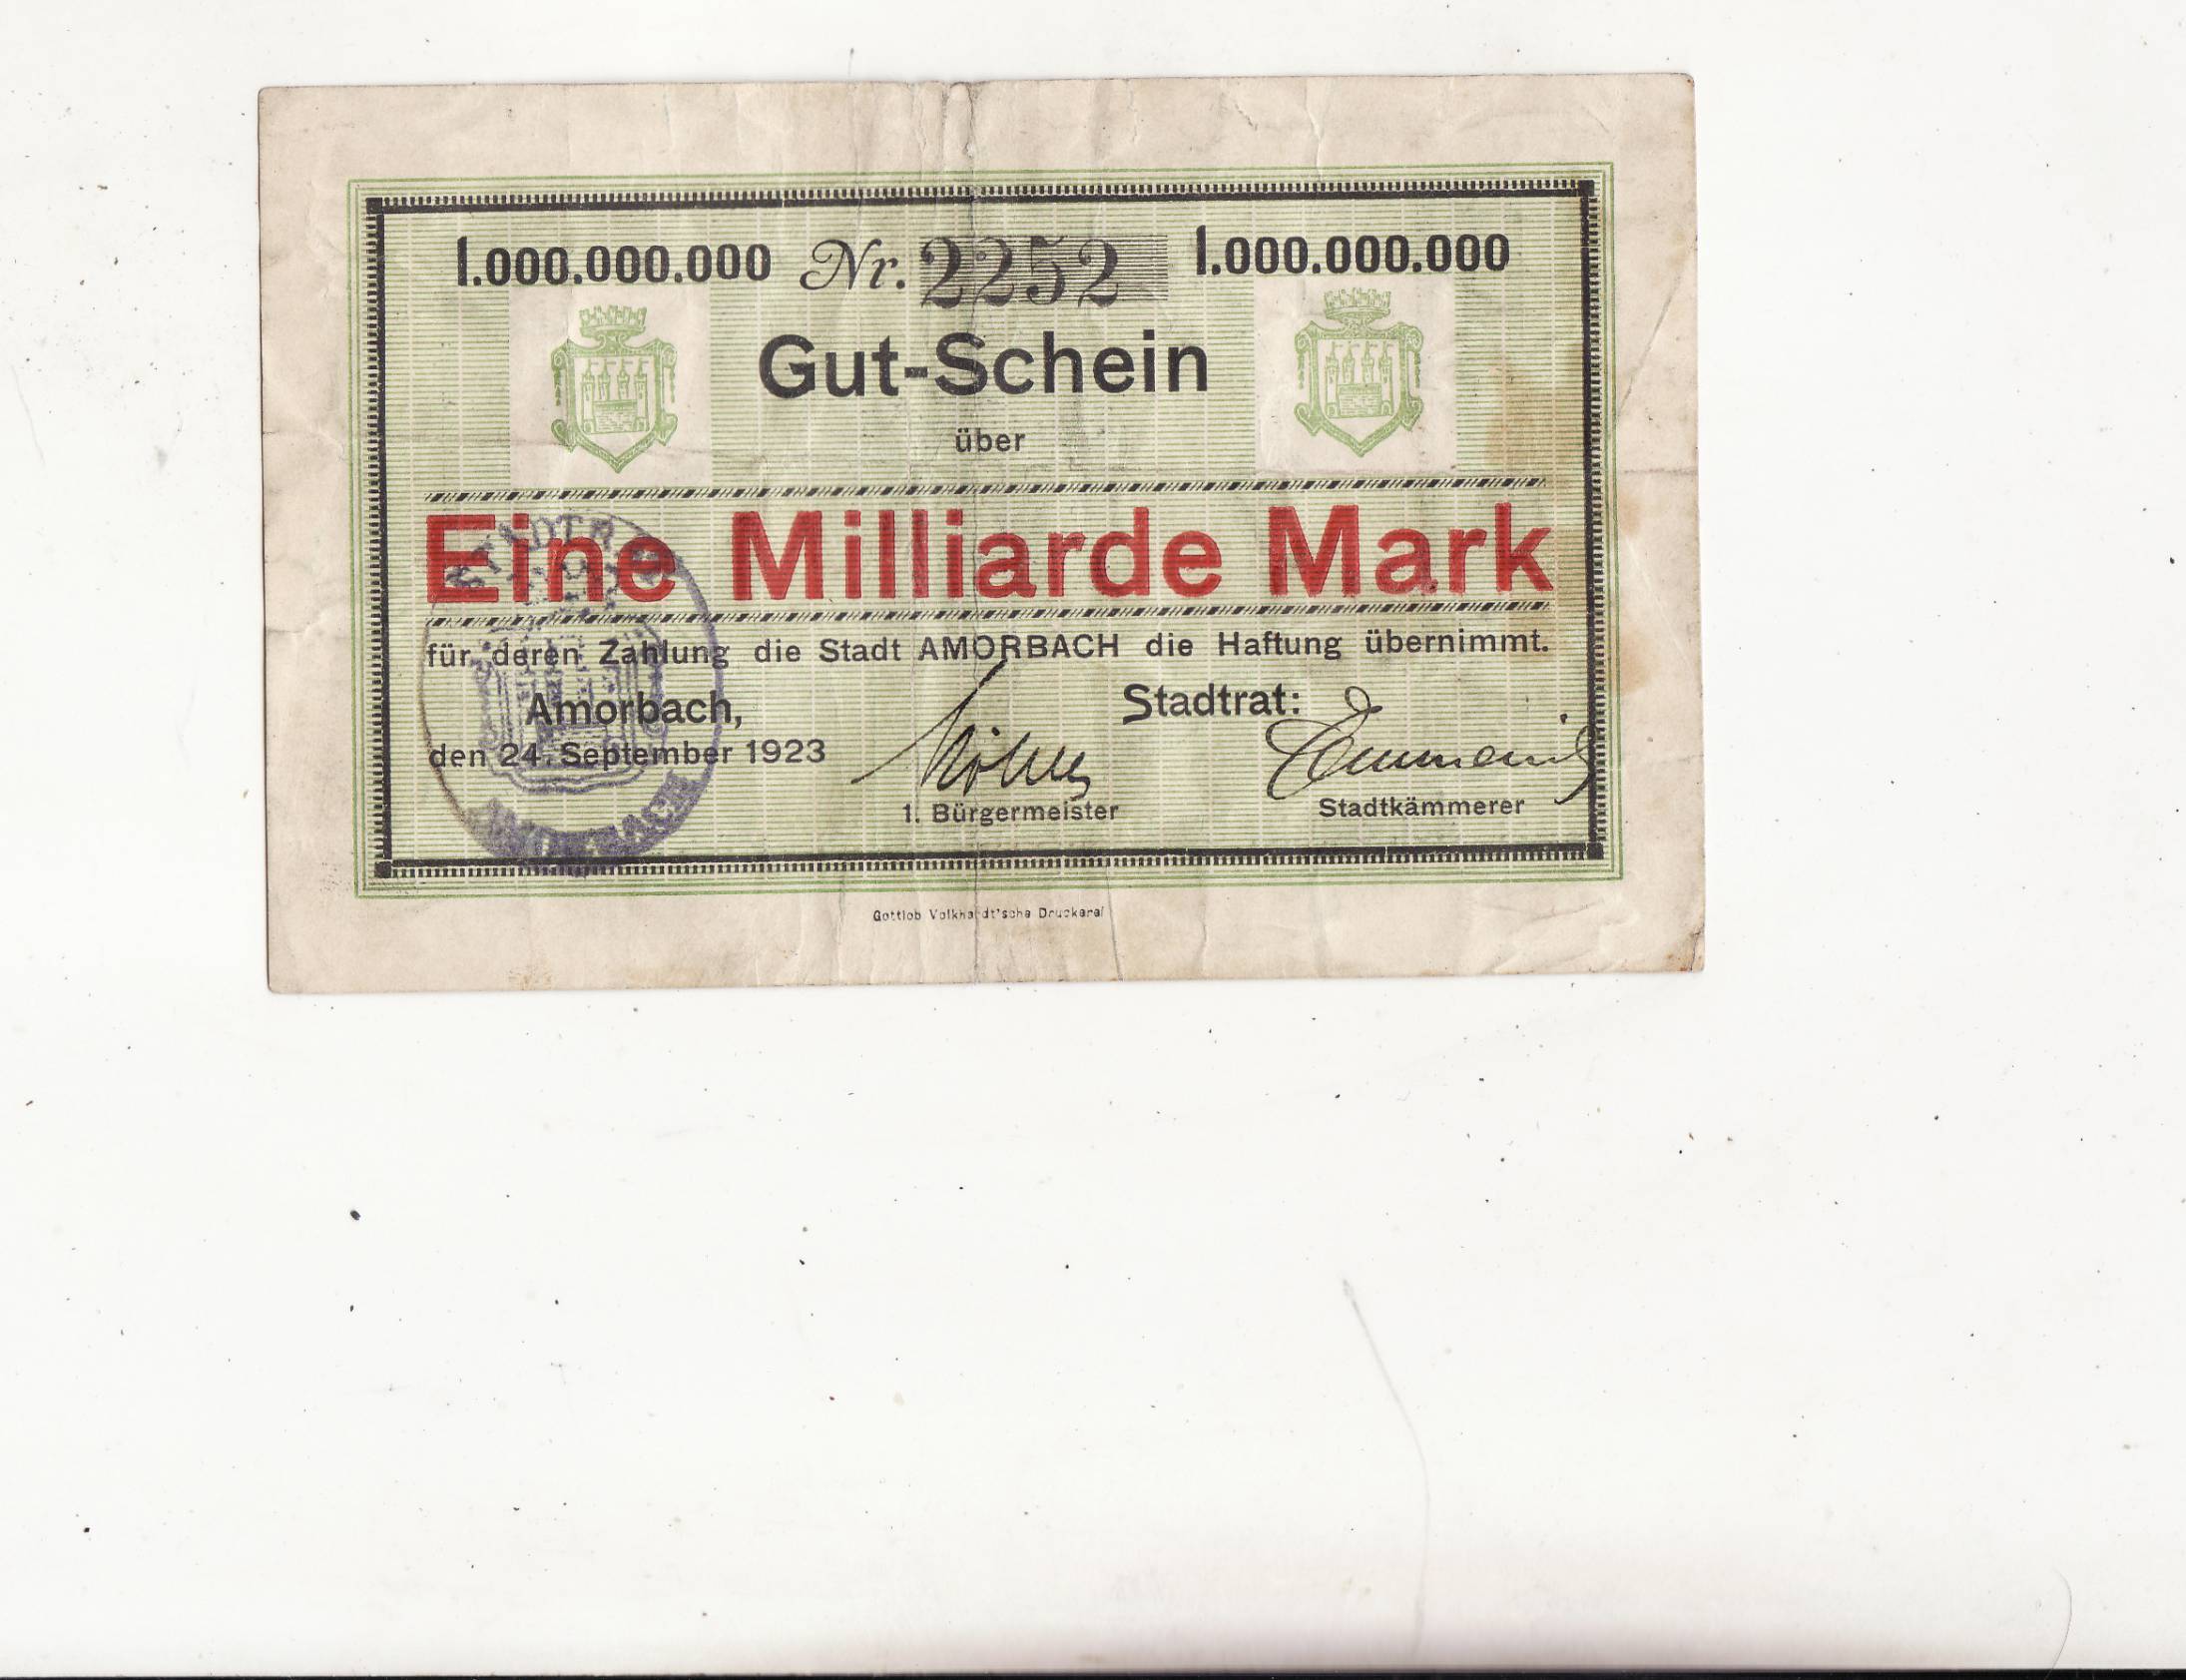 1.000.000.000 Nr. 2252 1.000.000.000
Gut-Schein
über
Eine Milliarde Mark
für deren Zahlung die Stadt AMORBACH die Haftung übernimmt.
Amorbach,
den 24. September 1923
Stadtrat:
1. Bürgermeister
Stadtkämmerer
AMORBACH
Gottlob Volkhardt'sche Druckerei